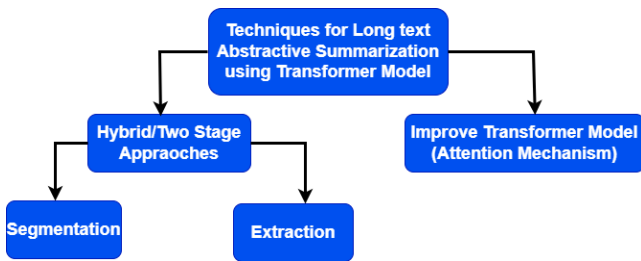 Techniques for Long text
Abstractive Summarization
using Transformer Model
Hybrid/Two Stage
Appraoches
Improve Transformer Model
(Attention Mechanism)
Segmentation
Extraction